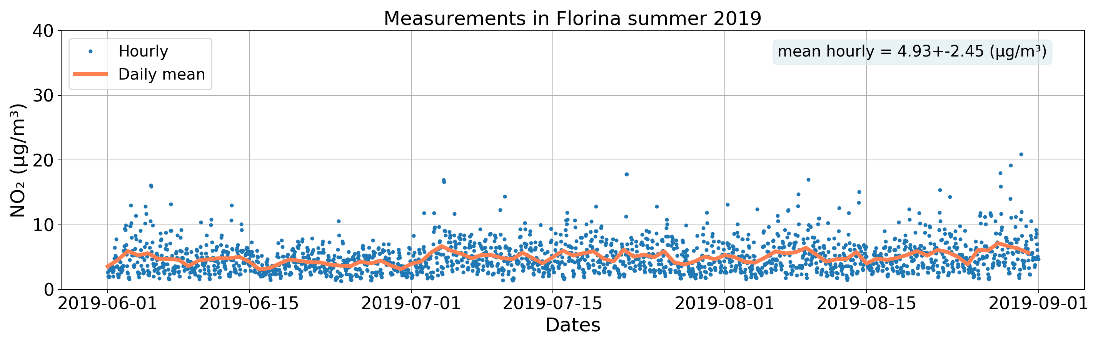 Measurements in Florina summer 2019
40
30
20
10
0
NO₂ (μg/m³)
Hourly
Daily mean
mean hourly = 4.93+-2.45 (μg/m³)
2019-06-01 2019-06-15 2019-07-01 2019-07-15 2019-08-01 2019-08-15 2019-09-01
Dates